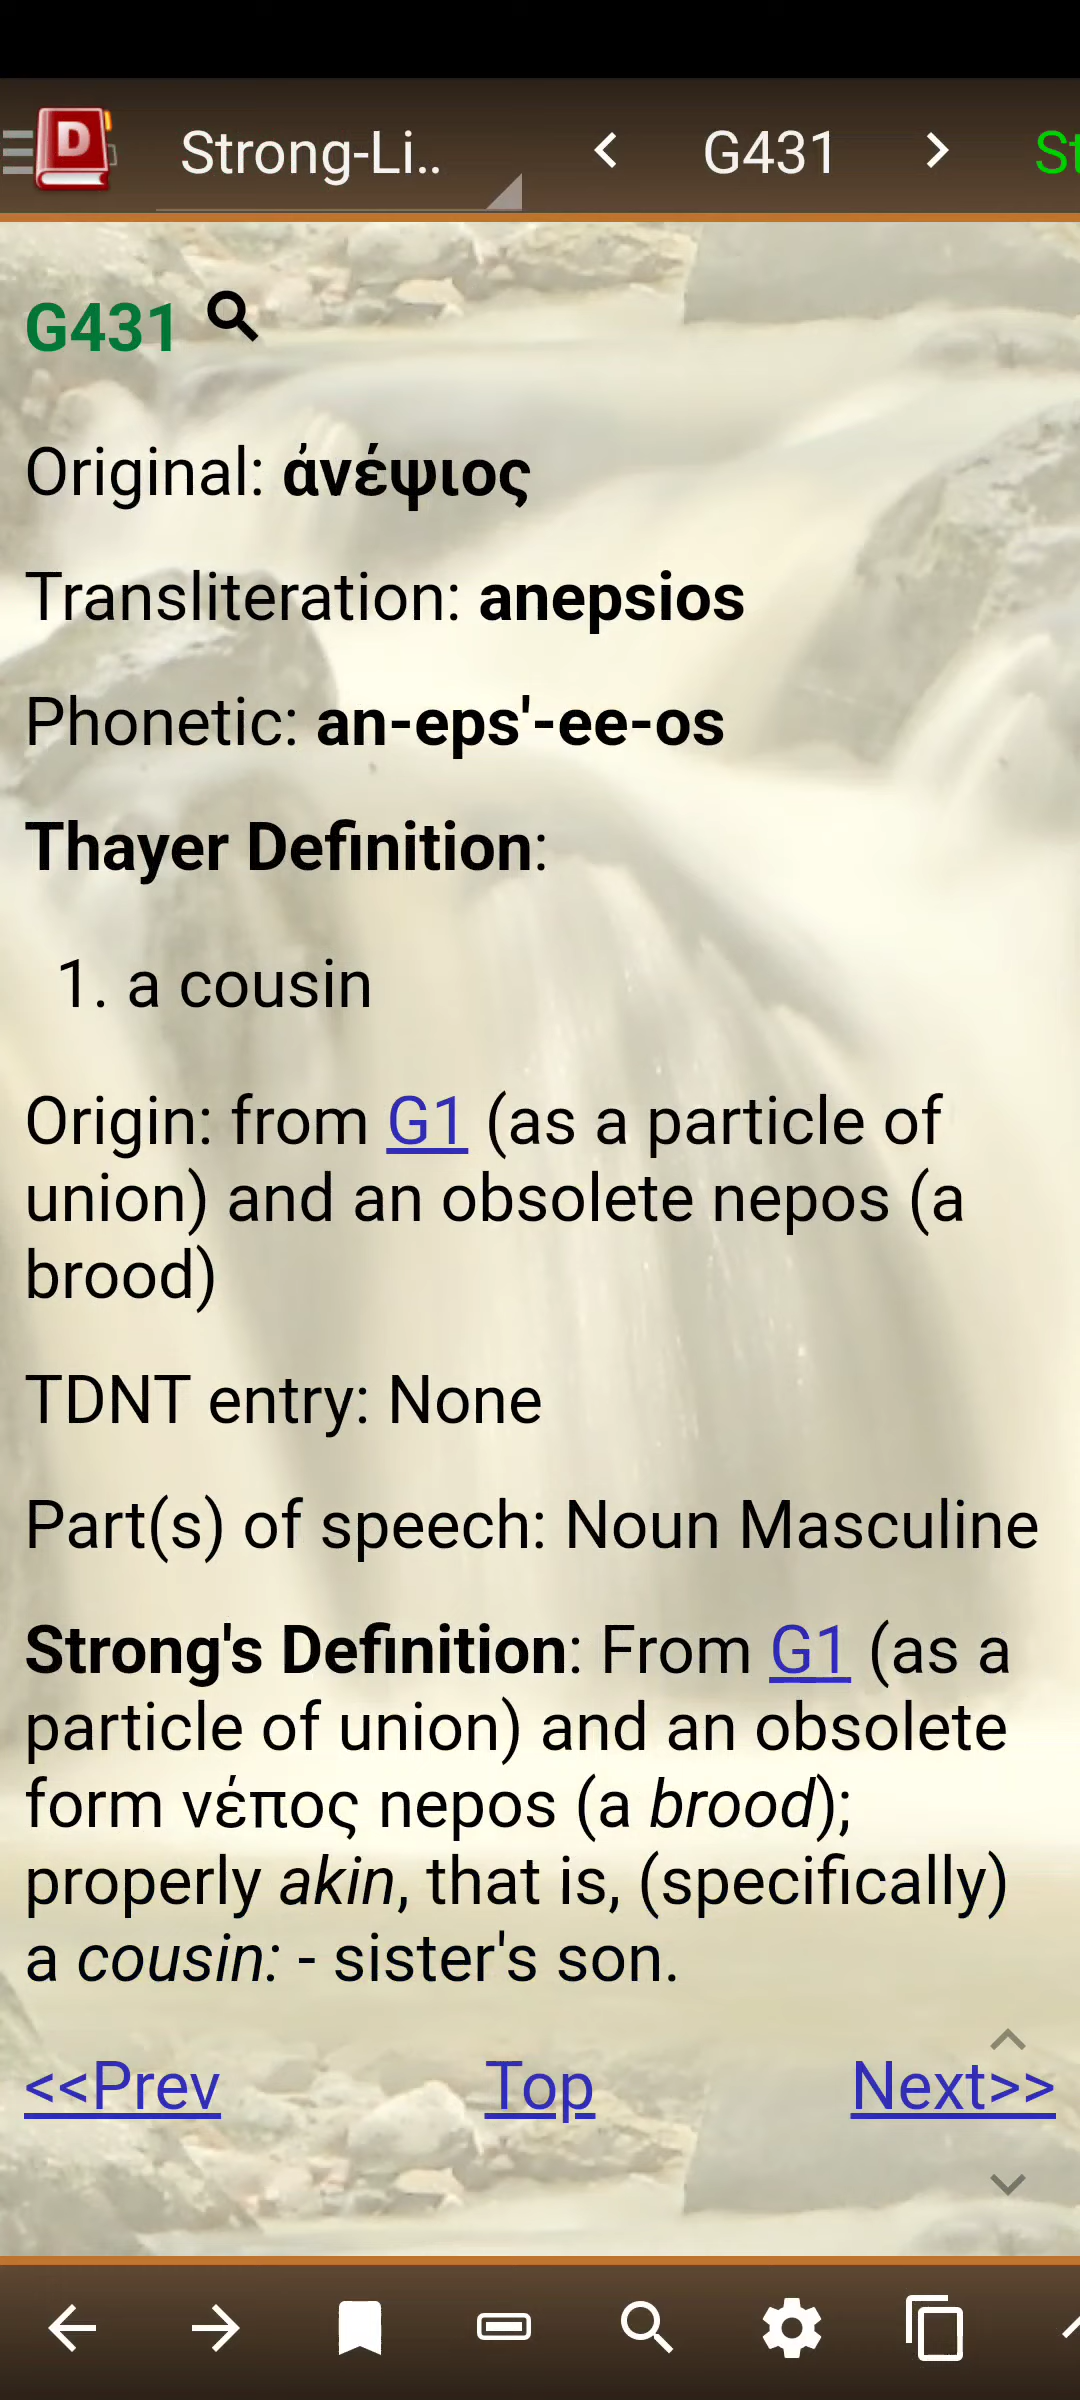 D Strong-Li.. < G431 > St
G431
Original: ἀνέψιος
Transliteration: anepsios
Phonetic: an-eps'-ee-os
Thayer Definition:
1. a cousin
Origin: from G1 (as a particle of
union) and an obsolete nepos (a
brood)
TDNT entry: None
Part(s) of speech: Noun Masculine
Strong's Definition: From G1 (as a
particle of union) and an obsolete
form νέπος nepos (a brood);
properly akin, that is, (specifically)
a cousin: - sister's son.
<<Prev Top Next>>